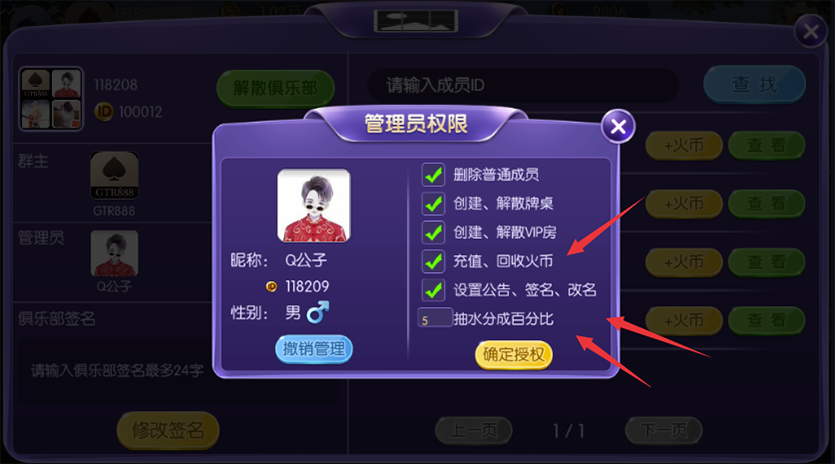 管理员权限
118208
ID 100012
解散俱乐部
请输入成员ID
查 找
群主
GTR888
GTR888
管理员
Q公子
俱乐部签名
请输入俱乐部签名最多24字
修改签名
昵称： Q公子
ID 118209
性别： 男
撤销管理
删除普通成员
创建、解散牌桌
创建、解散VIP房
充值、回收火币
设置公告、签名、改名
5 抽水分成百分比
确定授权
+火币 查 看
+火币 查 看
+火币 查 看
+火币 查 看
上一页 1/1 下一页